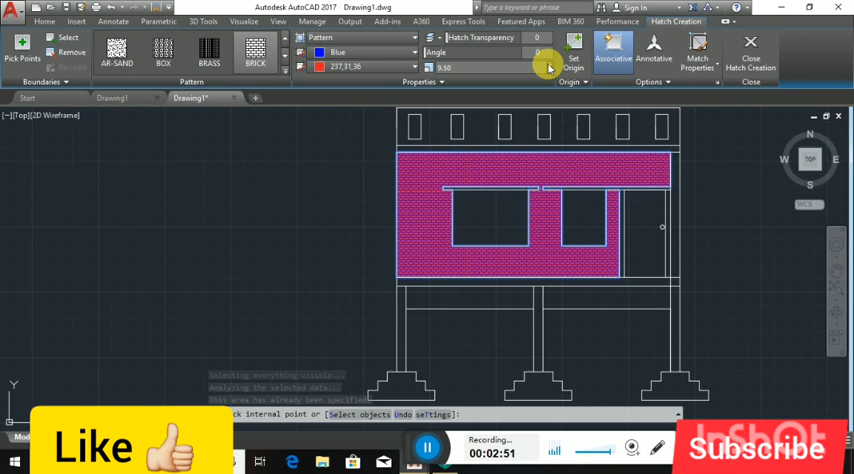 Autodesk AutoCAD 2017 Drawing1.dwg
Type a keyword or phrase
Sign In
Home Insert Annotate Parametric 3D Tools Visualize View Manage Output Add-ins A360 Express Tools Featured Apps BIM 360 Performance Hatch Creation
Pick Points
Select
Remove
Recreate
Boundaries
AR-SAND BOX BRASS BRICK
Pattern
Pattern
Blue
237,31,36
Hatch Transparency 0
Angle 0
9.50
Properties
Set Origin
Origin
Associative Annotative Match Properties
Options
Close Hatch Creation
Close
Start Drawing1 Drawing1*
[−][Top][2D Wireframe]
N
W TOP E
S
WCS
Y
Selecting everything visible...
Analyzing the selected data...
This area has already been specified
ck internal point or [Select objects Undo seTtings]:
Mod
Like
Recording...
00:02:51
InShOt
Subscribe